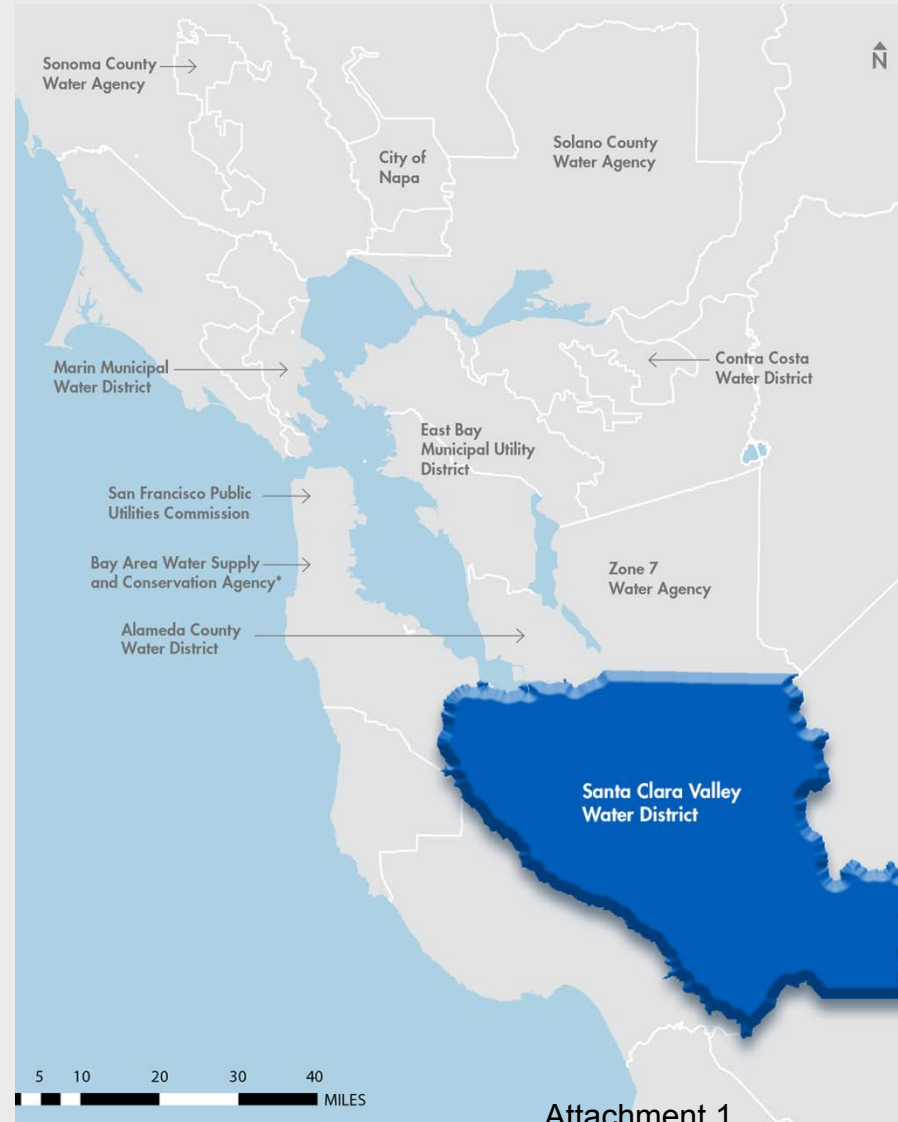 N
Sonoma County
Water Agency
City of
Napa
Solano County
Water Agency
Marin Municipal
Water District
Contra Costa
Water District
East Bay
Municipal Utility
District
San Francisco Public
Utilities Commission
Bay Area Water Supply
and Conservation Agency*
Zone 7
Water Agency
Alameda County
Water District
Santa Clara Valley
Water District
5 10 20 30 40
MILES
Attachment 1